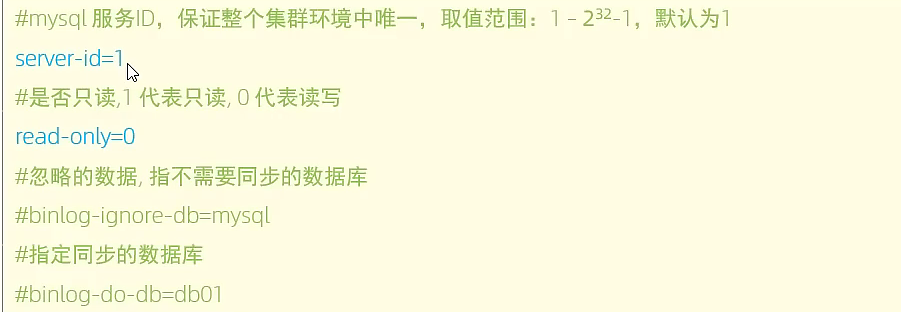 #mysql 服务ID，保证整个集群环境中唯一，取值范围：1 – 2³²-1，默认为1
server-id=1
#是否只读,1 代表只读, 0 代表读写
read-only=0
#忽略的数据, 指不需要同步的数据库
#binlog-ignore-db=mysql
#指定同步的数据库
#binlog-do-db=db01